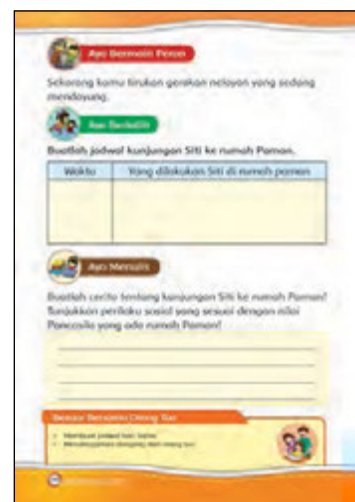 Ayo Bermain Peran
Sekarang kamu tirukan gerakan nelayan yang sedang
mendayung.
Ayo Berlatih
Buatlah jadwal kunjungan Siti ke rumah Paman.
Waktu Yang dilakukan Siti di rumah paman
Ayo Menulis
Buatlah cerita tentang kunjungan Siti ke rumah Paman!
Tunjukkan perilaku sosial yang sesuai dengan nilai
Pancasila yang ada rumah Paman!
Belajar Bersama Orang Tua